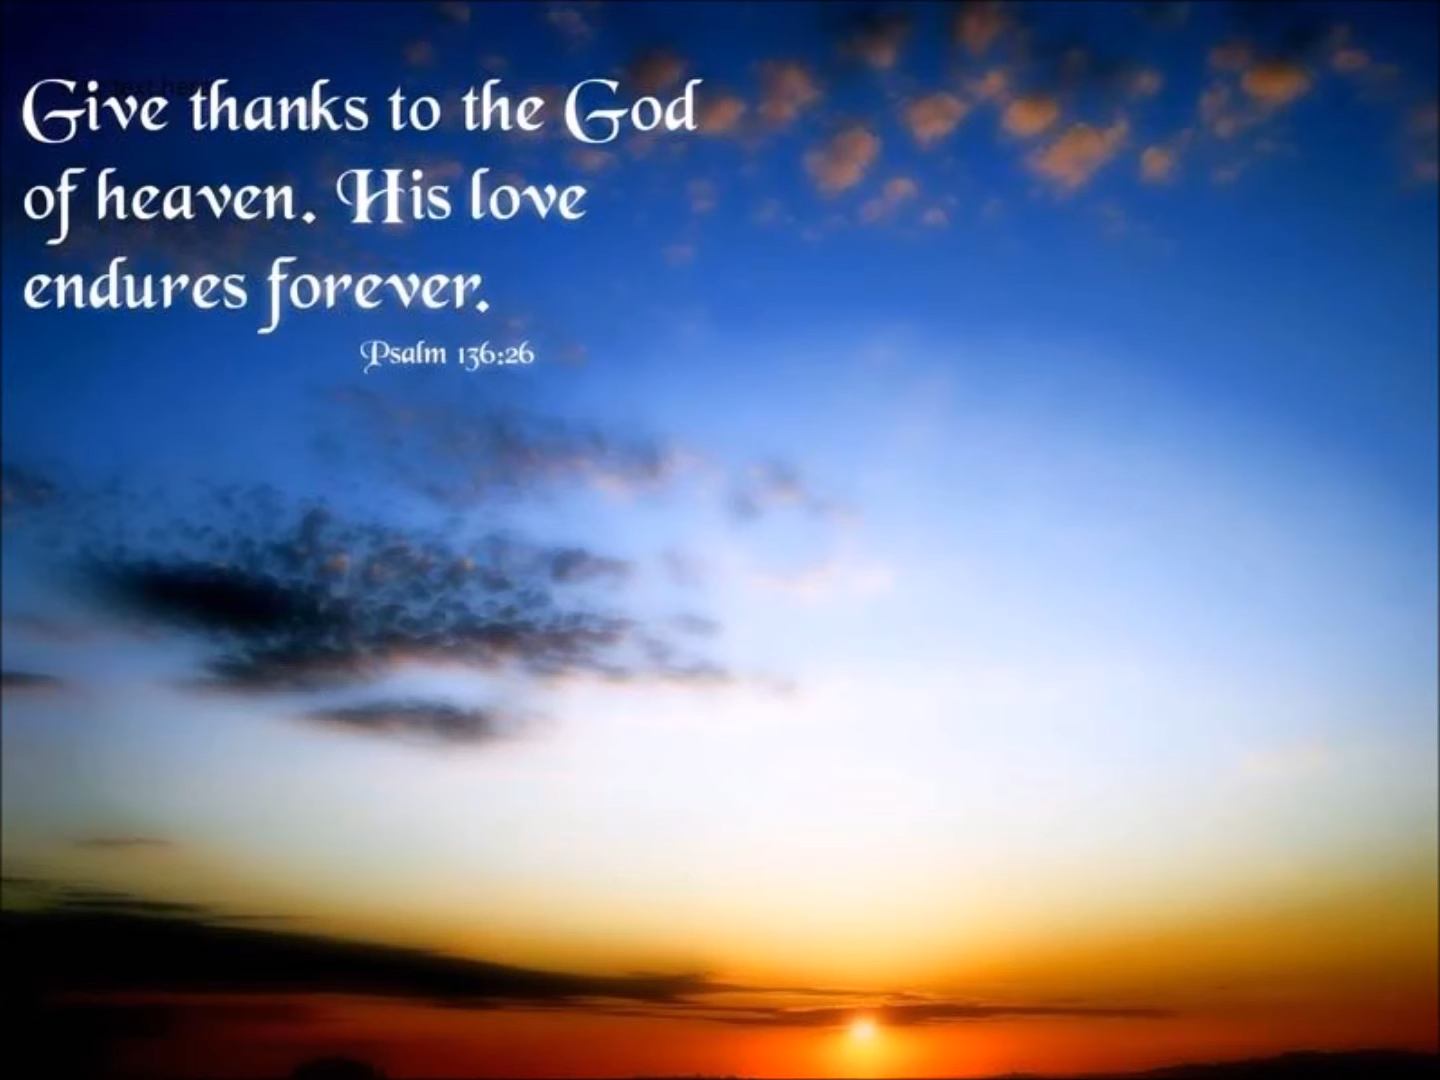 Give thanks to the God
of heaven. His love
endures forever.
Psalm 136:26